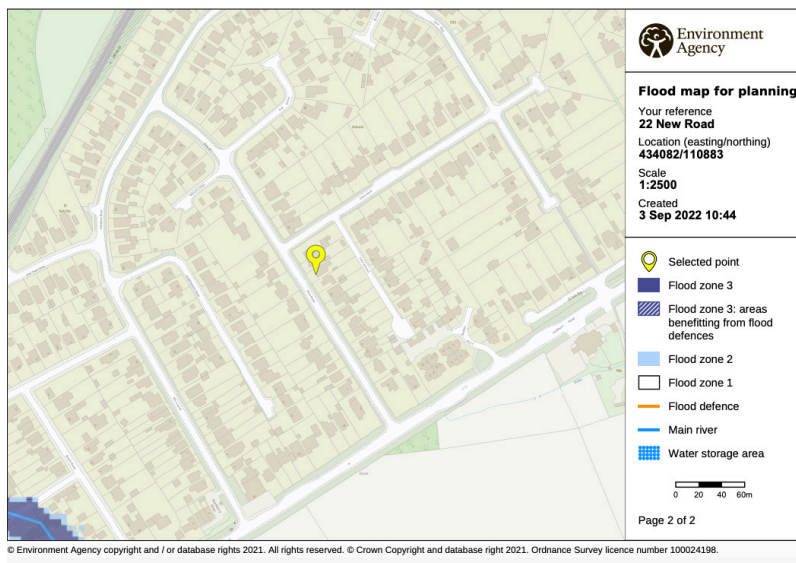 Environment
Agency
Flood map for planning
Your reference
22 New Road
Location (easting/northing)
434082/110883
Scale
1:2500
Created
3 Sep 2022 10:44
Selected point
Flood zone 3
Flood zone 3: areas
benefitting from flood
defences
Flood zone 2
Flood zone 1
Flood defence
Main river
Water storage area
0 20 40 60m
Page 2 of 2
© Environment Agency copyright and / or database rights 2021. All rights reserved. © Crown Copyright and database right 2021. Ordnance Survey licence number 100024198.